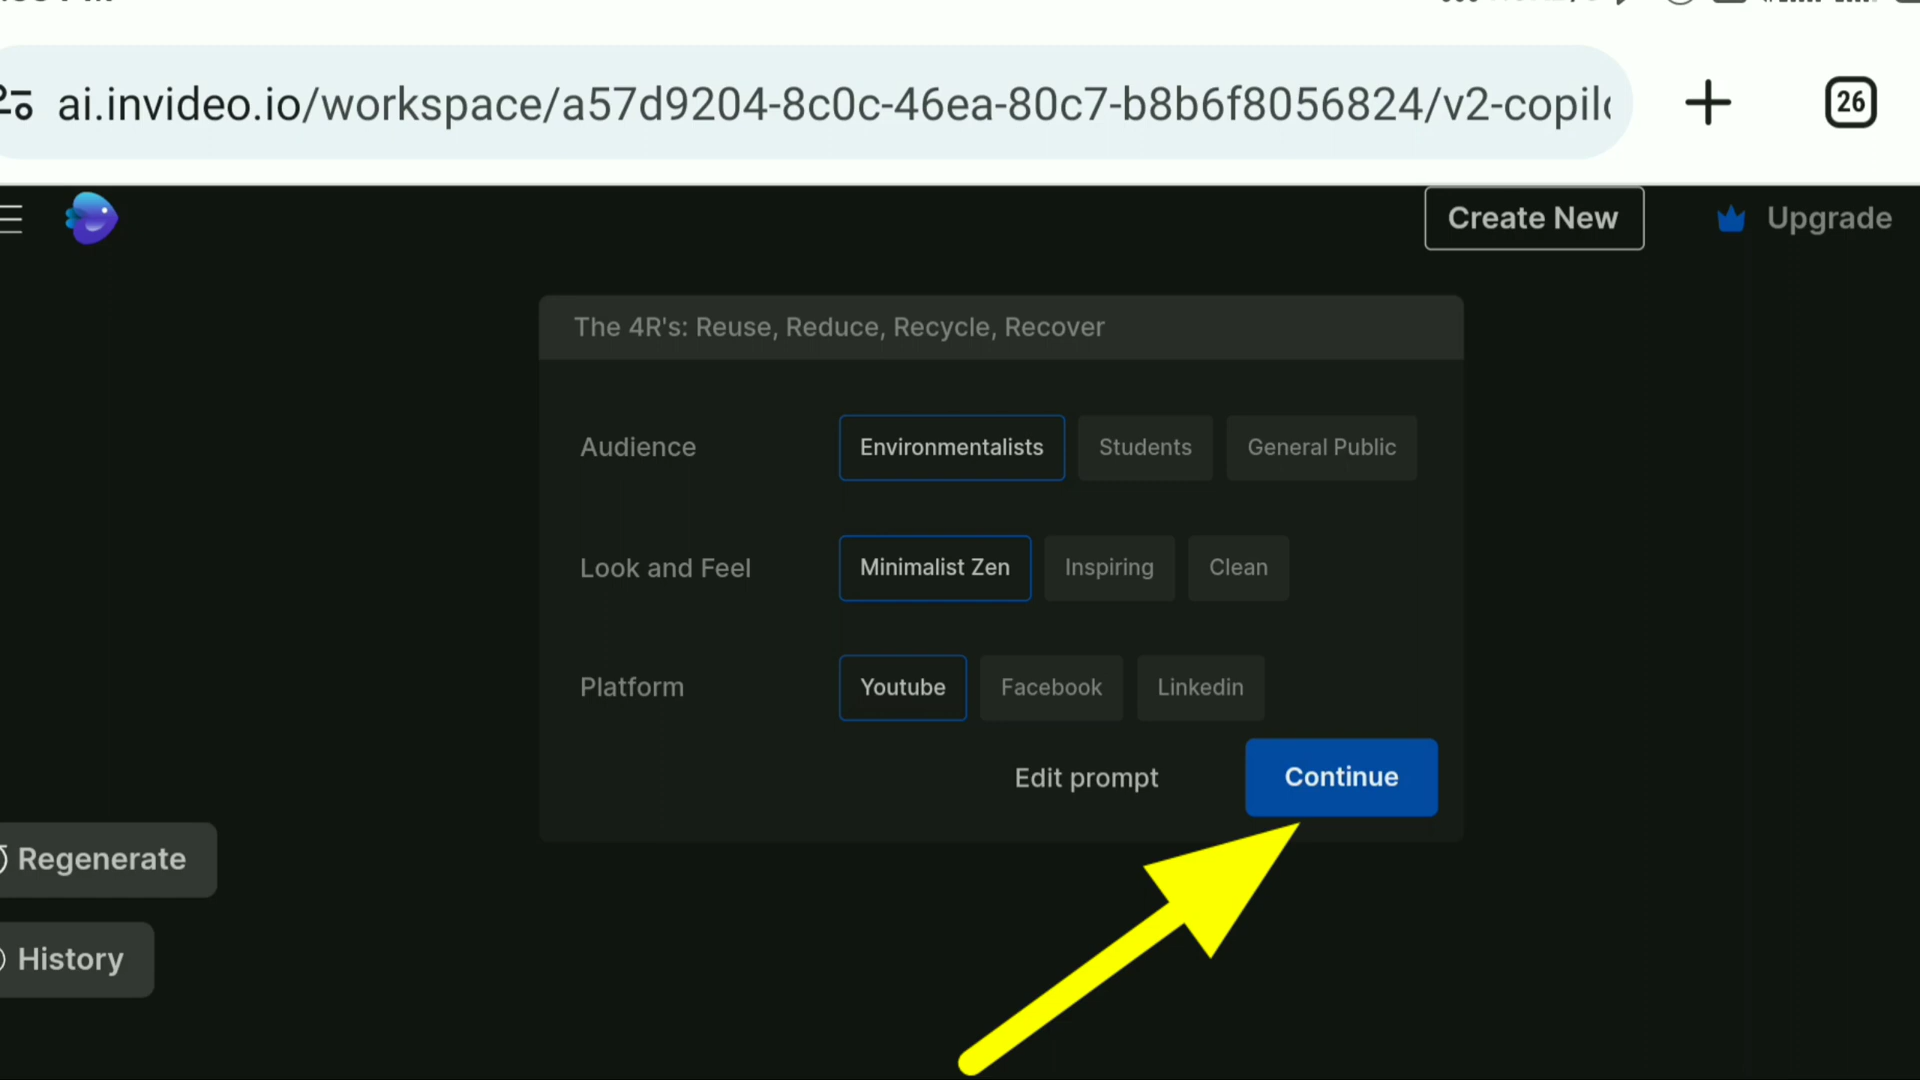 ai.invideo.io/workspace/a57d9204-8c0c-46ea-80c7-b8b6f8056824/v2-copil
26
Create New
Upgrade
The 4R's: Reuse, Reduce, Recycle, Recover
Audience Environmentalists Students General Public
Look and Feel Minimalist Zen Inspiring Clean
Platform Youtube Facebook Linkedin
Edit prompt Continue
Regenerate
History